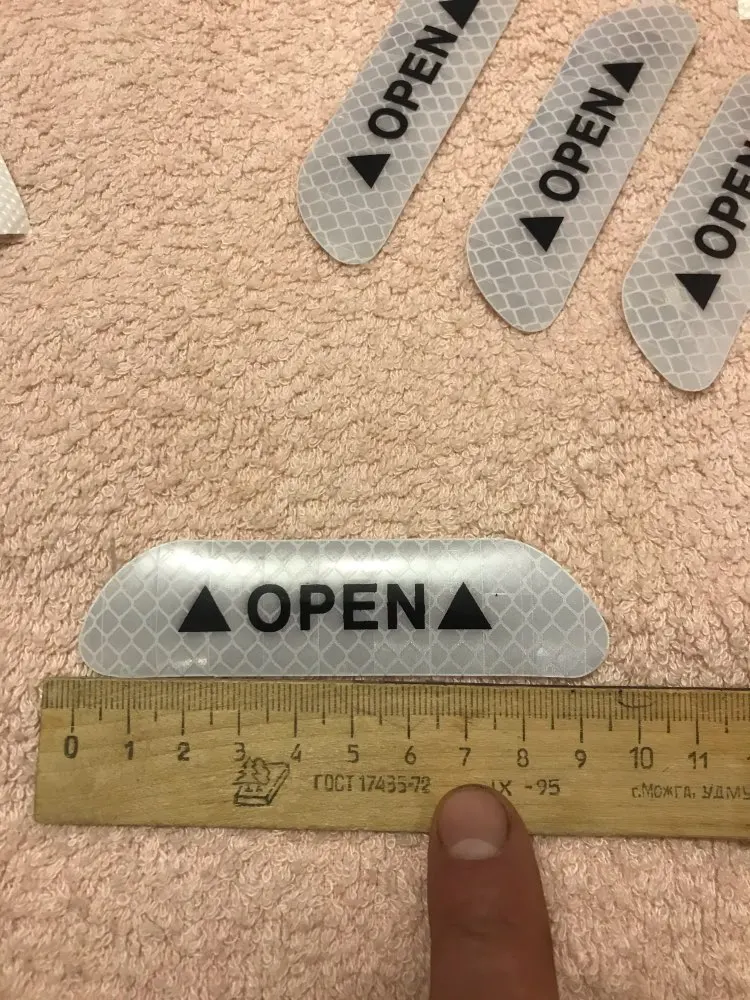 ▲ OPEN ▲
▲ OPEN ▲
▲ OPEN
▲ OPEN ▲
0 1 2 3 4 5 6 7 8 9 10 11
ГОСТ 17435-72 IX -95 г.Можга, УДМУ